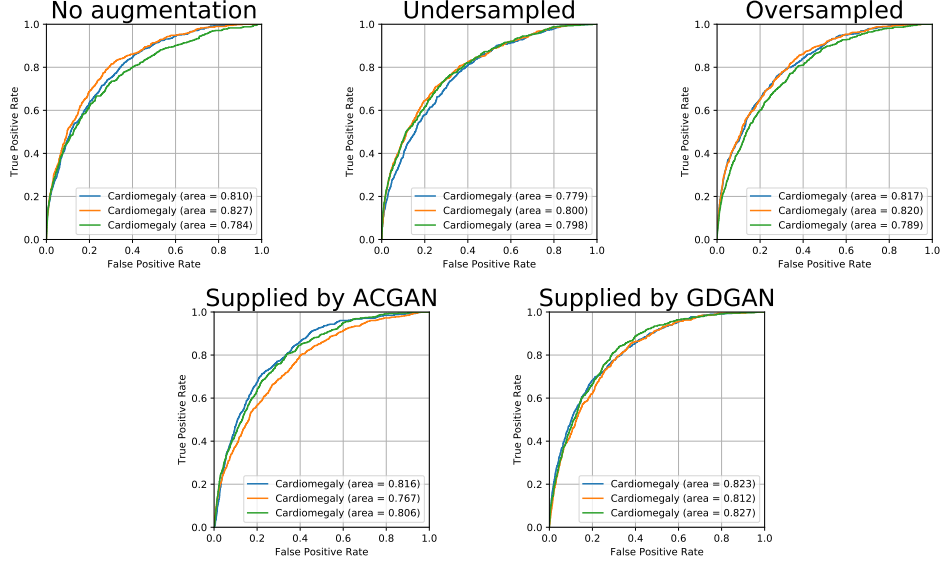 No augmentation
1.0
0.8
0.6
0.4
0.2
0.0
True Positive Rate
Cardiomegaly (area = 0.810)
Cardiomegaly (area = 0.827)
Cardiomegaly (area = 0.784)
0.0 0.2 0.4 0.6 0.8 1.0
False Positive Rate
Undersampled
1.0
0.8
0.6
0.4
0.2
0.0
True Positive Rate
Cardiomegaly (area = 0.779)
Cardiomegaly (area = 0.800)
Cardiomegaly (area = 0.798)
0.0 0.2 0.4 0.6 0.8 1.0
False Positive Rate
Oversampled
1.0
0.8
0.6
0.4
0.2
0.0
True Positive Rate
Cardiomegaly (area = 0.817)
Cardiomegaly (area = 0.820)
Cardiomegaly (area = 0.789)
0.0 0.2 0.4 0.6 0.8 1.0
False Positive Rate
Supplied by ACGAN
1.0
0.8
0.6
0.4
0.2
0.0
True Positive Rate
Cardiomegaly (area = 0.816)
Cardiomegaly (area = 0.767)
Cardiomegaly (area = 0.806)
0.0 0.2 0.4 0.6 0.8 1.0
False Positive Rate
Supplied by GDGAN
1.0
0.8
0.6
0.4
0.2
0.0
True Positive Rate
Cardiomegaly (area = 0.823)
Cardiomegaly (area = 0.812)
Cardiomegaly (area = 0.827)
0.0 0.2 0.4 0.6 0.8 1.0
False Positive Rate